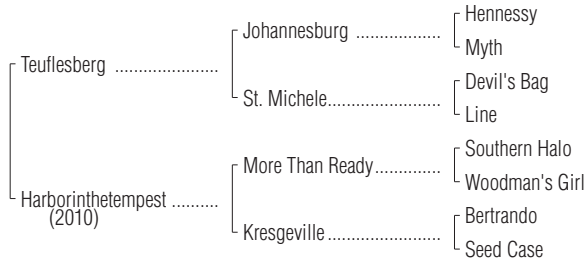 Hennessy
Johannesburg ..................
Myth
Teuflesberg .......................
Devil's Bag
St. Michele.........................
Line
Southern Halo
More Than Ready..............
Woodman's Girl
Harborinthetempest ..........
(2010)
Bertrando
Kresgeville .........................
Seed Case